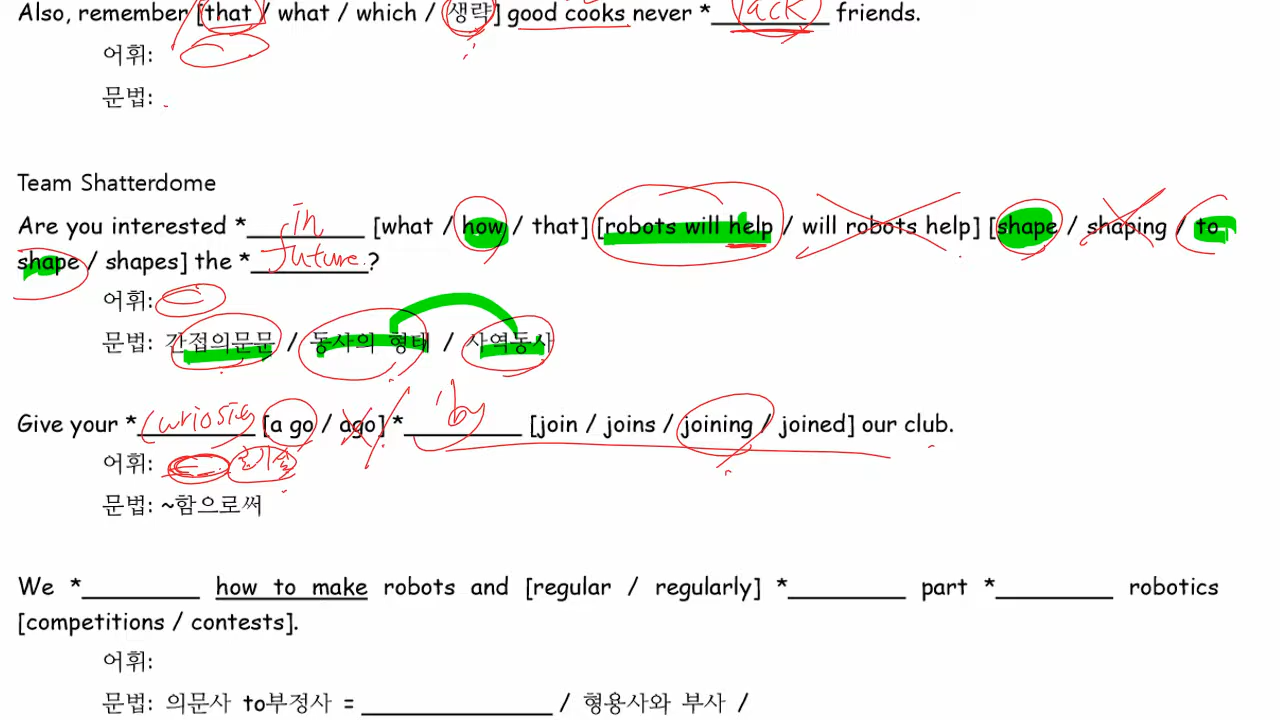 Also, remember [that / what / which / 생략] good cooks never *lack friends.
어휘:
문법:
Team Shatterdome
Are you interested *in [what / how / that] [robots will help / will robots help] [shape / shaping / to
shape / shapes] the *future?
어휘:
문법: 간접의문문 / 동사의 형태 / 사역동사
Give your *curiosity [a go / ago] *by [join / joins / joining / joined] our club.
어휘: 호기심
문법: ~함으로써
We *__________ how to make robots and [regular / regularly] *__________ part *__________ robotics
[competitions / contests].
어휘:
문법: 의문사 to부정사 = ________________ / 형용사와 부사 /